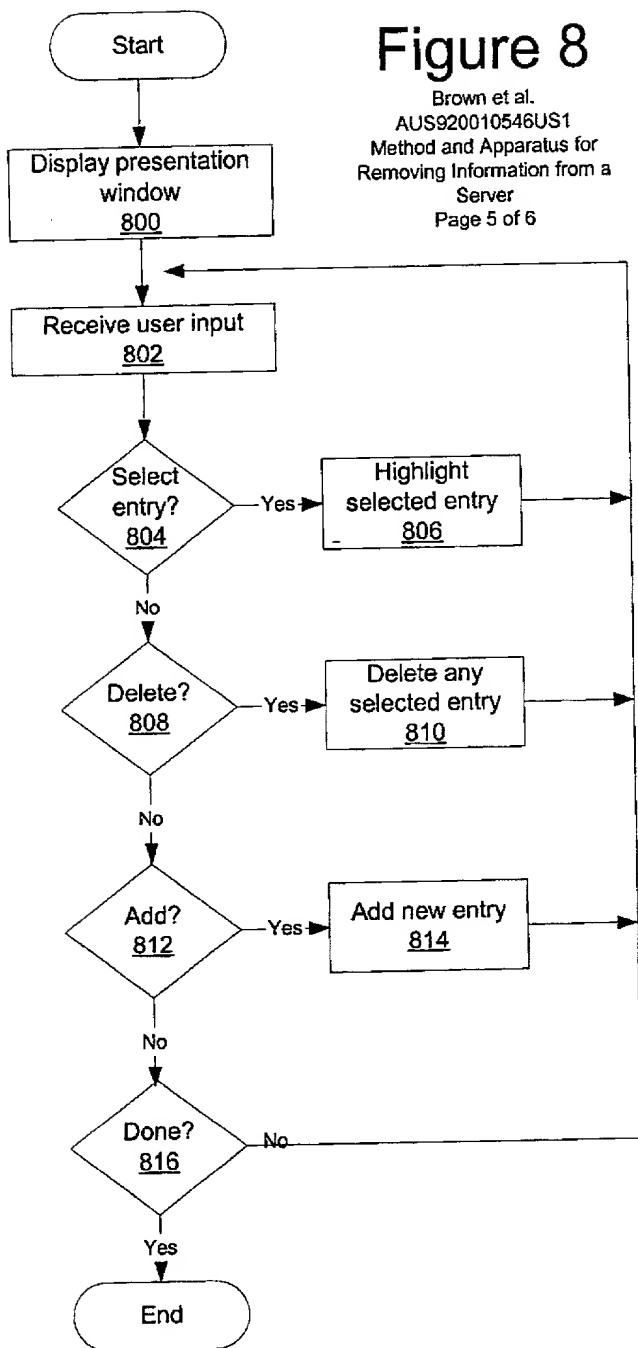 Start
Figure 8
Brown et al.
AUS920010546US1
Method and Apparatus for
Removing Information from a
Server
Page 5 of 6
Display presentation
window
800
Receive user input
802
Select
entry?
804
Yes
Highlight
selected entry
806
No
Delete?
808
Yes
Delete any
selected entry
810
No
Add?
812
Yes
Add new entry
814
No
Done?
816
No
Yes
End